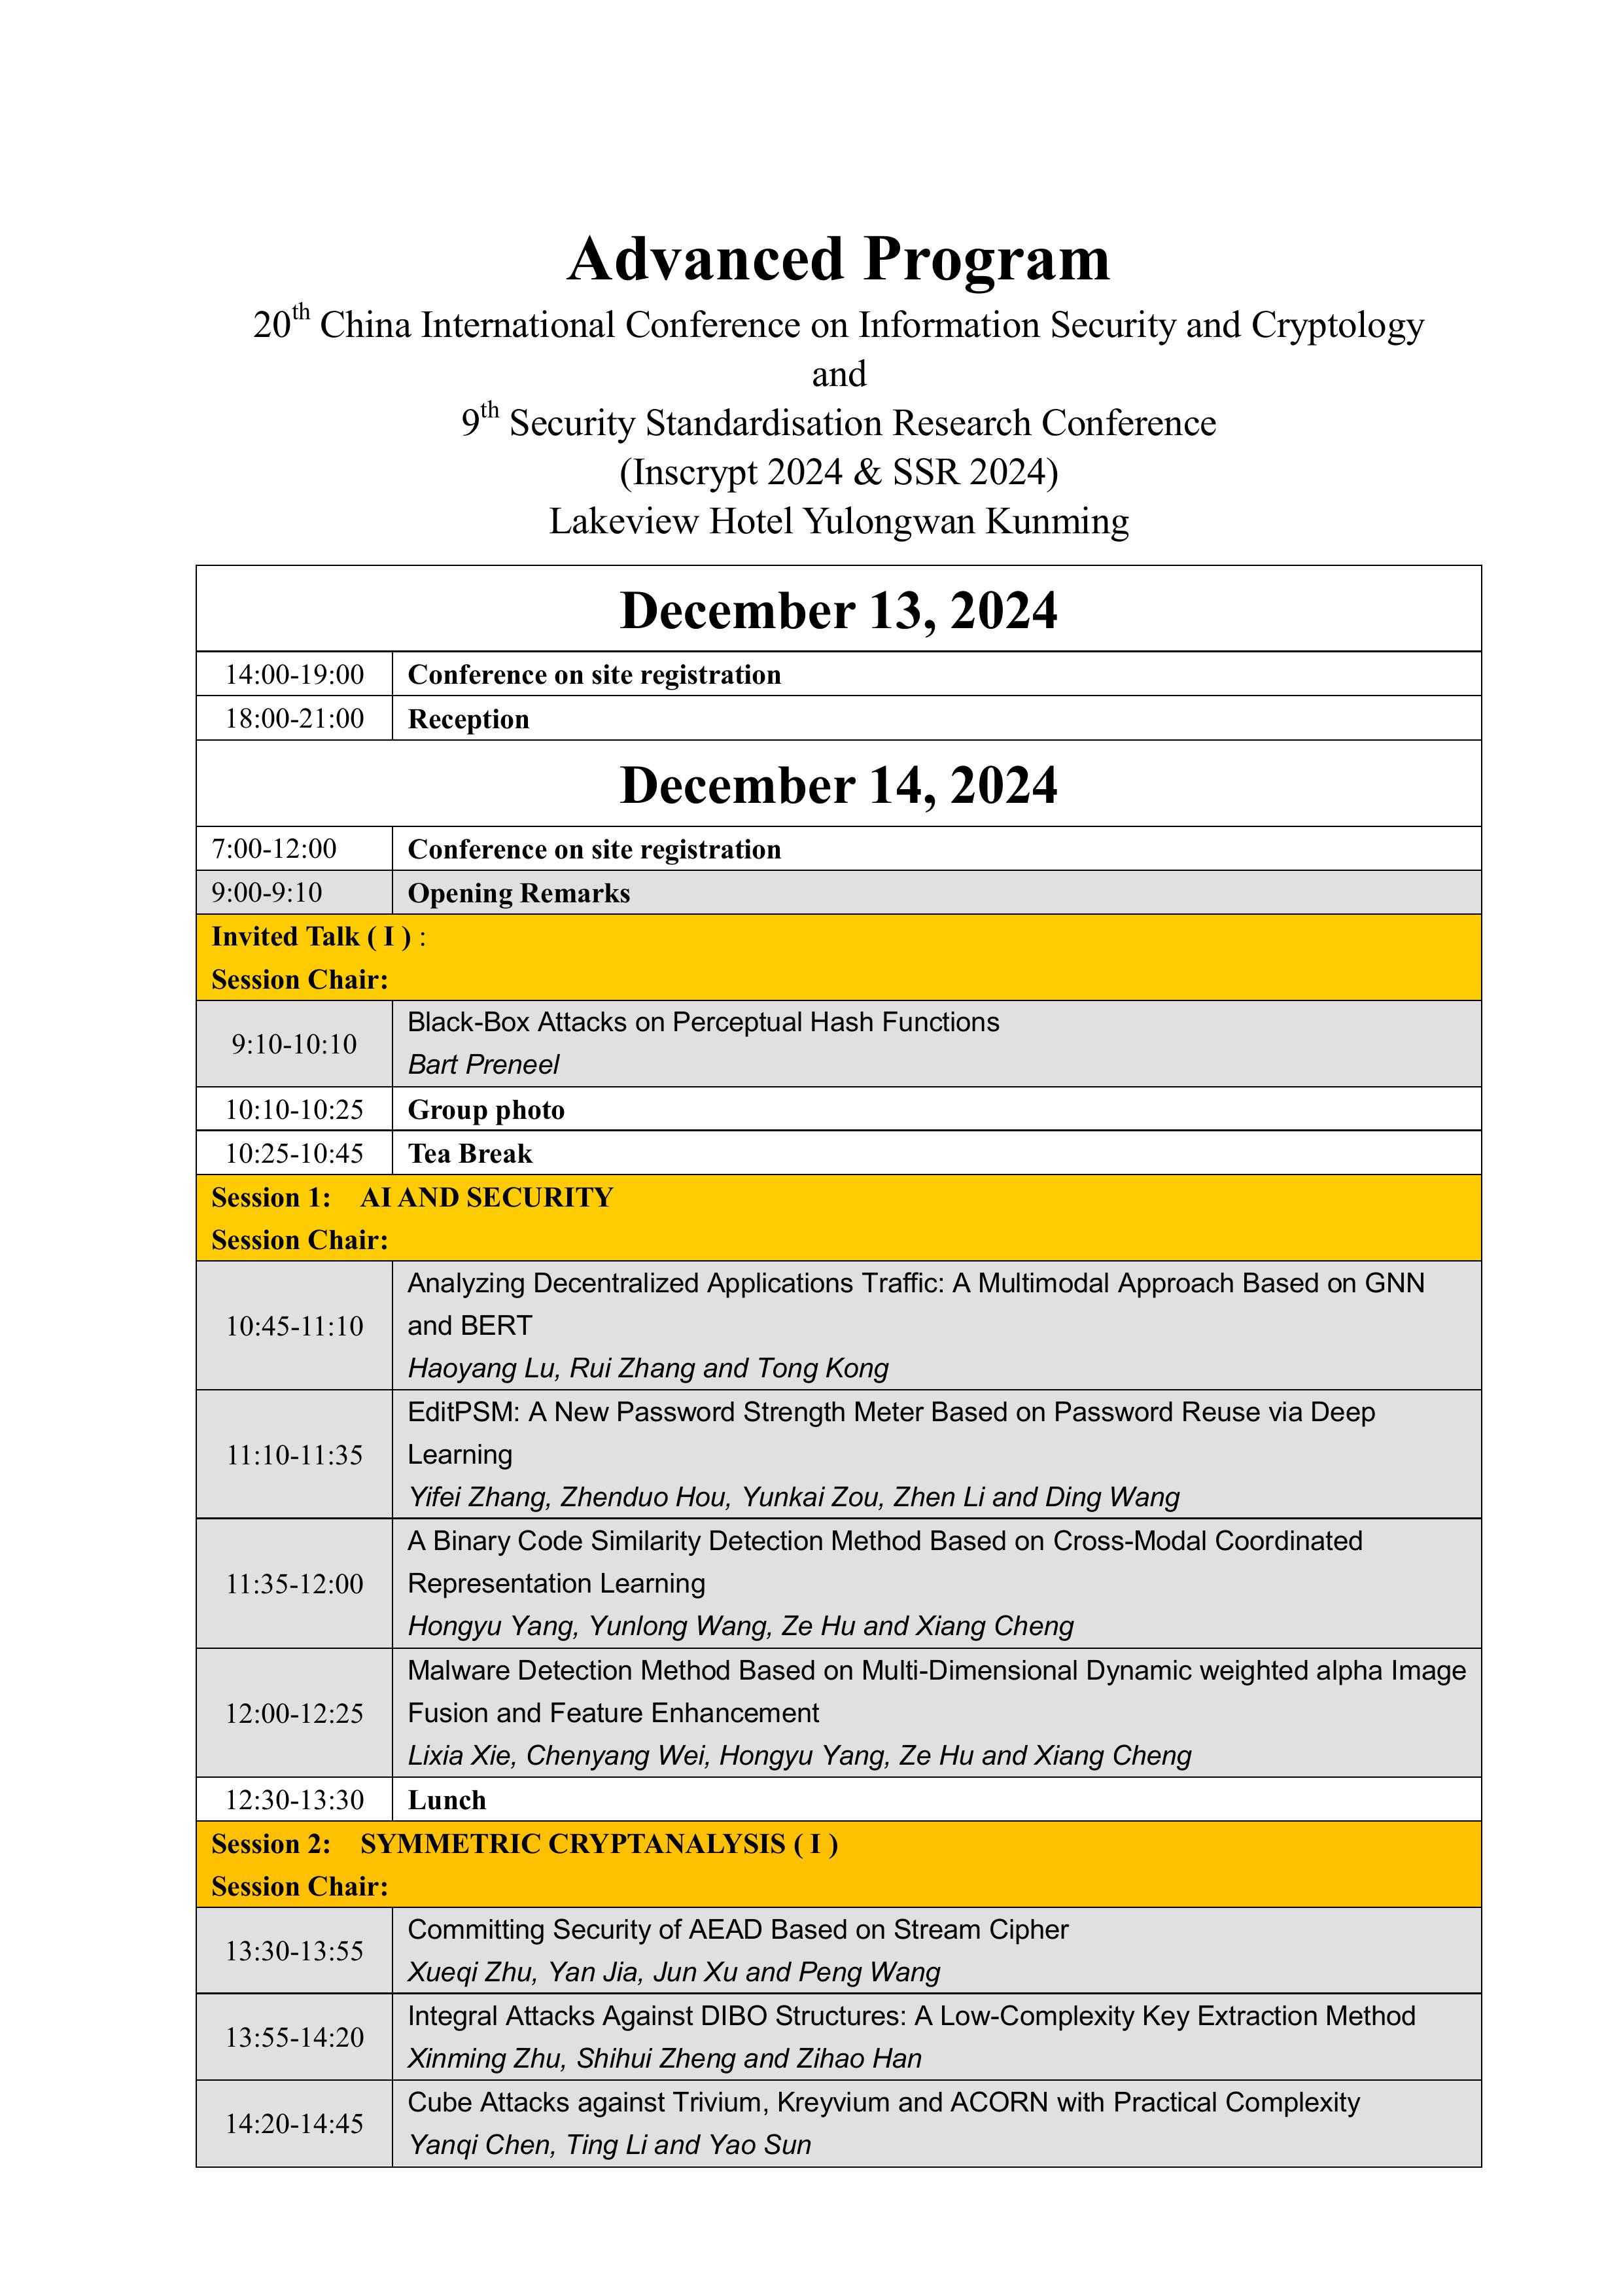 Advanced Program
20th China International Conference on Information Security and Cryptology
and
9th Security Standardisation Research Conference
(Inscrypt 2024 & SSR 2024)
Lakeview Hotel Yulongwan Kunming
December 13, 2024
14:00-19:00 Conference on site registration
18:00-21:00 Reception
December 14, 2024
7:00-12:00 Conference on site registration
9:00-9:10 Opening Remarks
Invited Talk ( I ) :
Session Chair:
9:10-10:10
Black-Box Attacks on Perceptual Hash Functions
Bart Preneel
10:10-10:25 Group photo
10:25-10:45 Tea Break
Session 1: AI AND SECURITY
Session Chair:
10:45-11:10
Analyzing Decentralized Applications Traffic: A Multimodal Approach Based on GNN
and BERT
Haoyang Lu, Rui Zhang and Tong Kong
11:10-11:35
EditPSM: A New Password Strength Meter Based on Password Reuse via Deep
Learning
Yifei Zhang, Zhenduo Hou, Yunkai Zou, Zhen Li and Ding Wang
11:35-12:00
A Binary Code Similarity Detection Method Based on Cross-Modal Coordinated
Representation Learning
Hongyu Yang, Yunlong Wang, Ze Hu and Xiang Cheng
12:00-12:25
Malware Detection Method Based on Multi-Dimensional Dynamic weighted alpha Image
Fusion and Feature Enhancement
Lixia Xie, Chenyang Wei, Hongyu Yang, Ze Hu and Xiang Cheng
12:30-13:30 Lunch
Session 2: SYMMETRIC CRYPTANALYSIS ( I )
Session Chair:
13:30-13:55
Committing Security of AEAD Based on Stream Cipher
Xueqi Zhu, Yan Jia, Jun Xu and Peng Wang
13:55-14:20
Integral Attacks Against DIBO Structures: A Low-Complexity Key Extraction Method
Xinming Zhu, Shihui Zheng and Zihao Han
14:20-14:45
Cube Attacks against Trivium, Kreyvium and ACORN with Practical Complexity
Yanqi Chen, Ting Li and Yao Sun